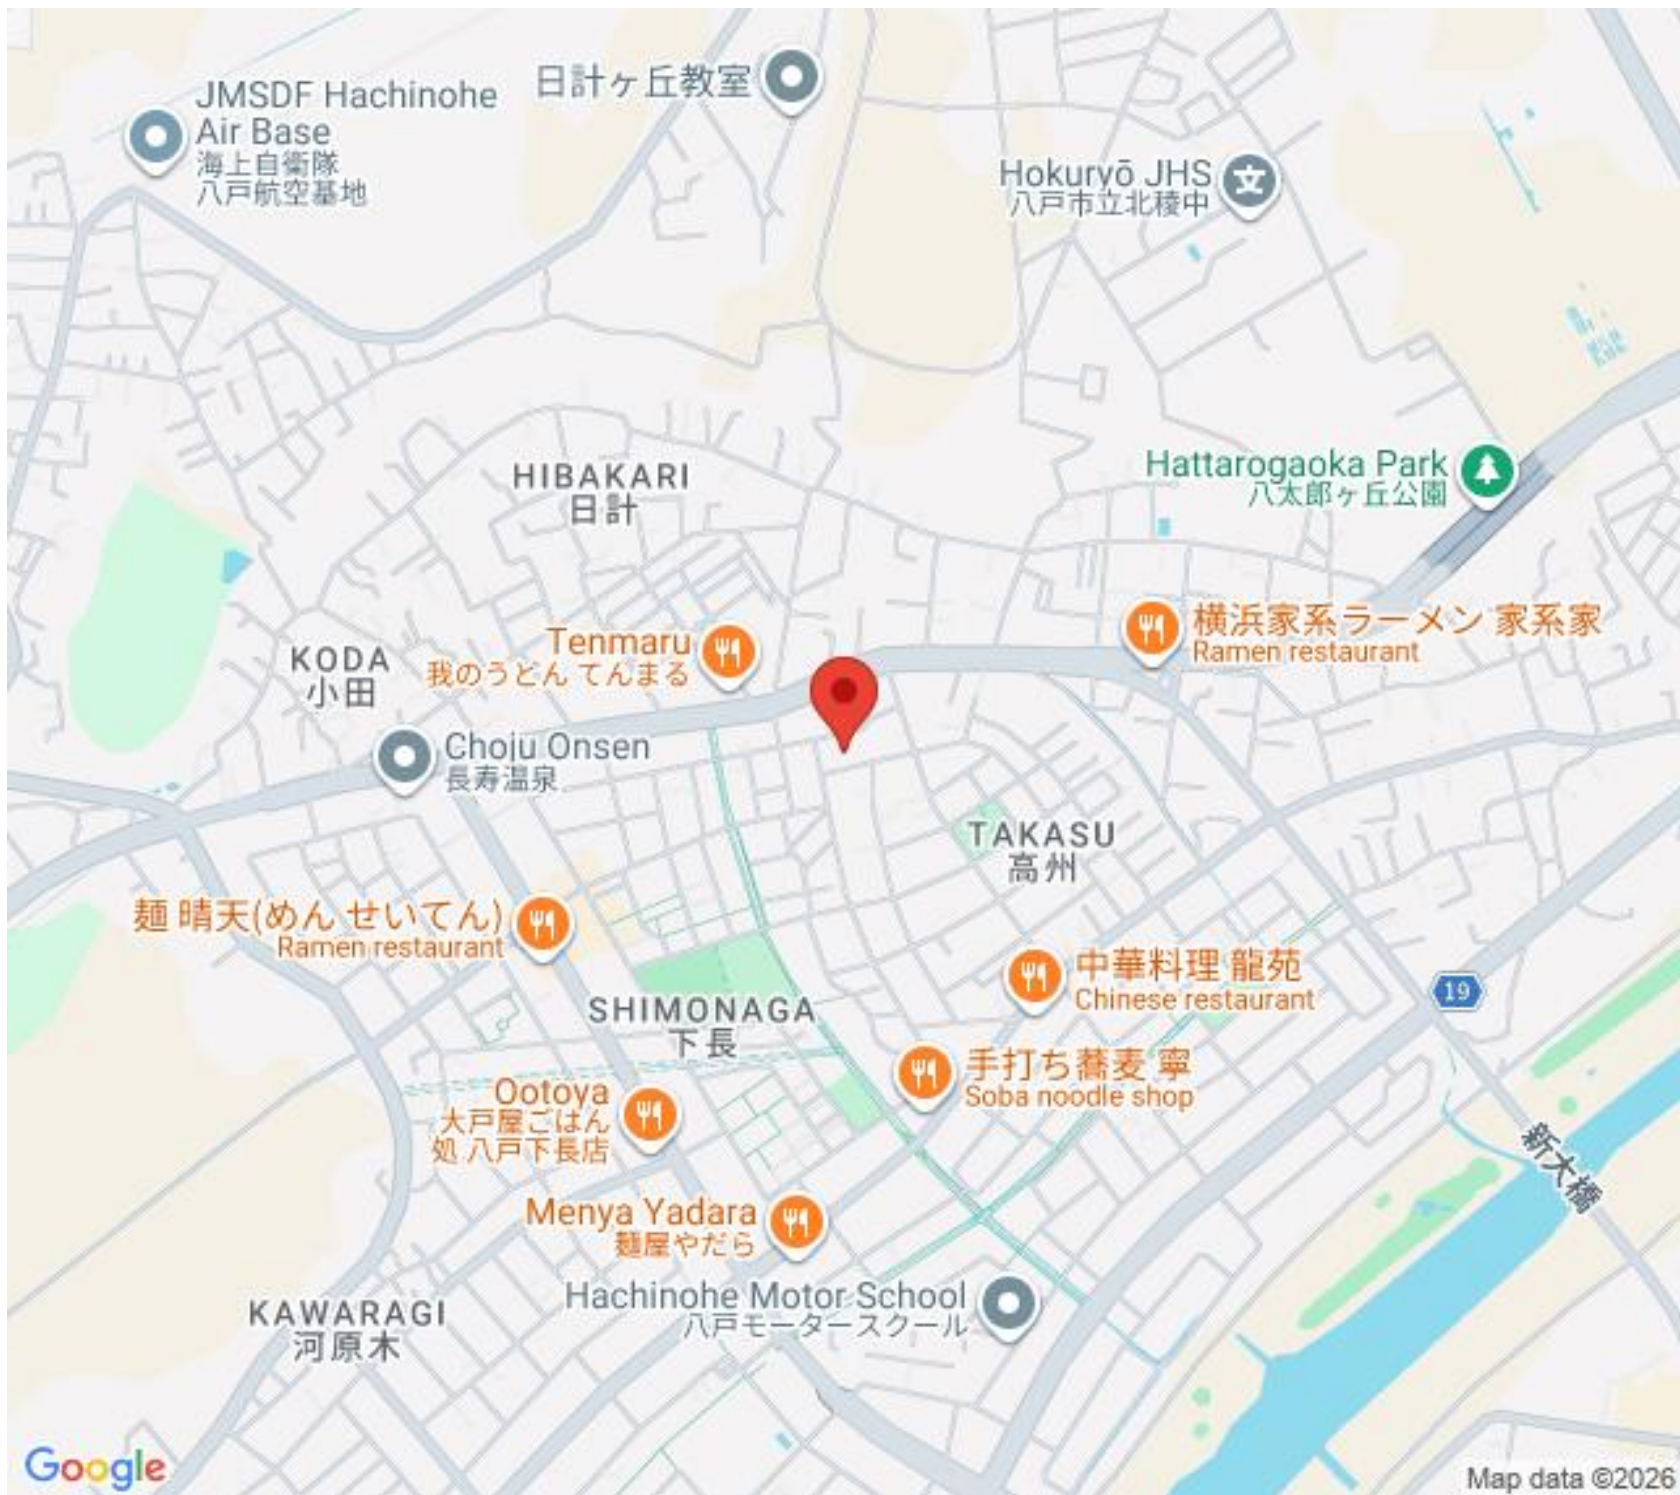 JMSDF Hachinohe
Air Base
海上自衛隊
八戸航空基地
日計ヶ丘教室
Hokuryō JHS
八戸市立北稜中
Hattarogaoka Park
八太郎ヶ丘公園
HIBAKARI
日計
Tenmaru
我のうどん てんまる
横浜家系ラーメン 家系家
Ramen restaurant
KODA
小田
Choju Onsen
長寿温泉
TAKASU
高州
麺 晴天(めん せいてん)
Ramen restaurant
中華料理 龍苑
Chinese restaurant
19
SHIMONAGA
下長
手打ち蕎麦 寧
Soba noodle shop
Ootoya
大戸屋ごはん
処 八戸下長店
新大橋
Menya Yadara
麺屋やだら
Hachinohe Motor School
八戸モータースクール
KAWARAGI
河原木
Google
Map data ©2026